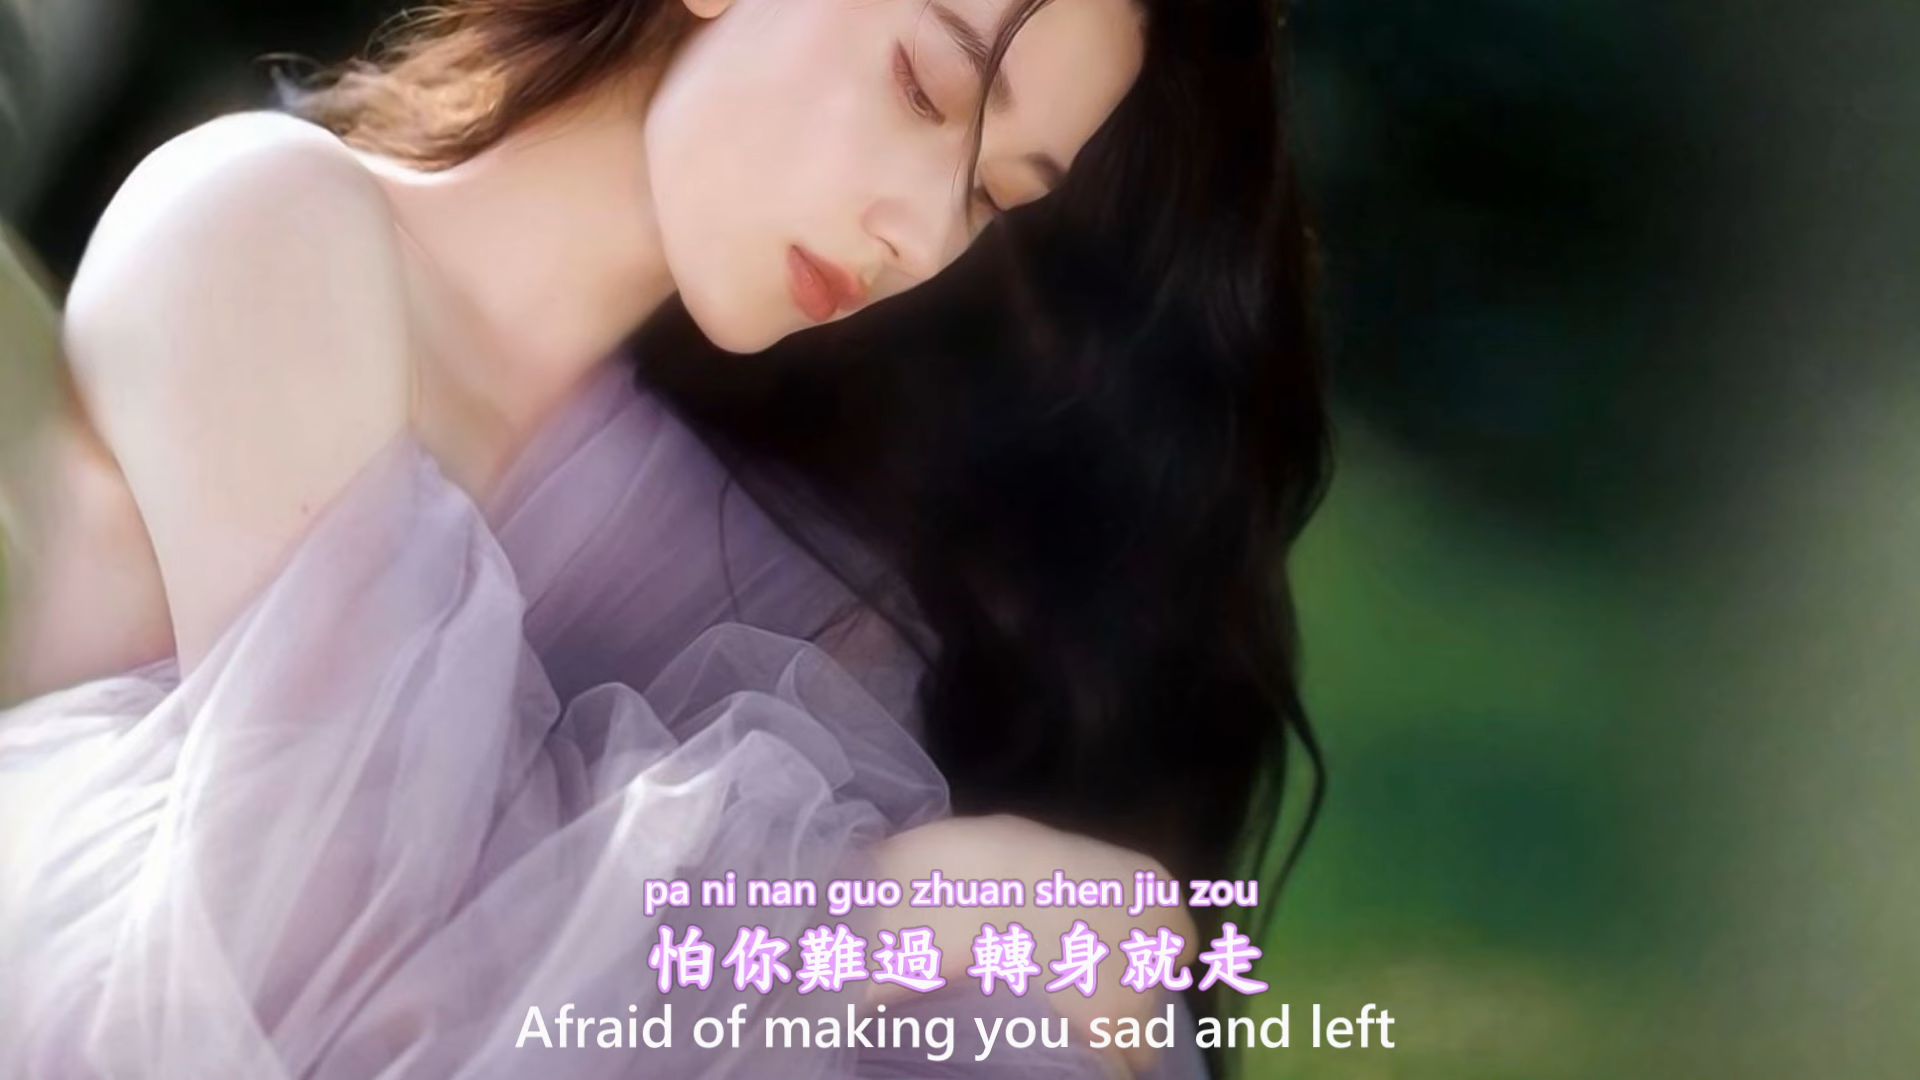 pa ni nan guo zhuan shen jiu zou
怕你難過 轉身就走
Afraid of making you sad and left